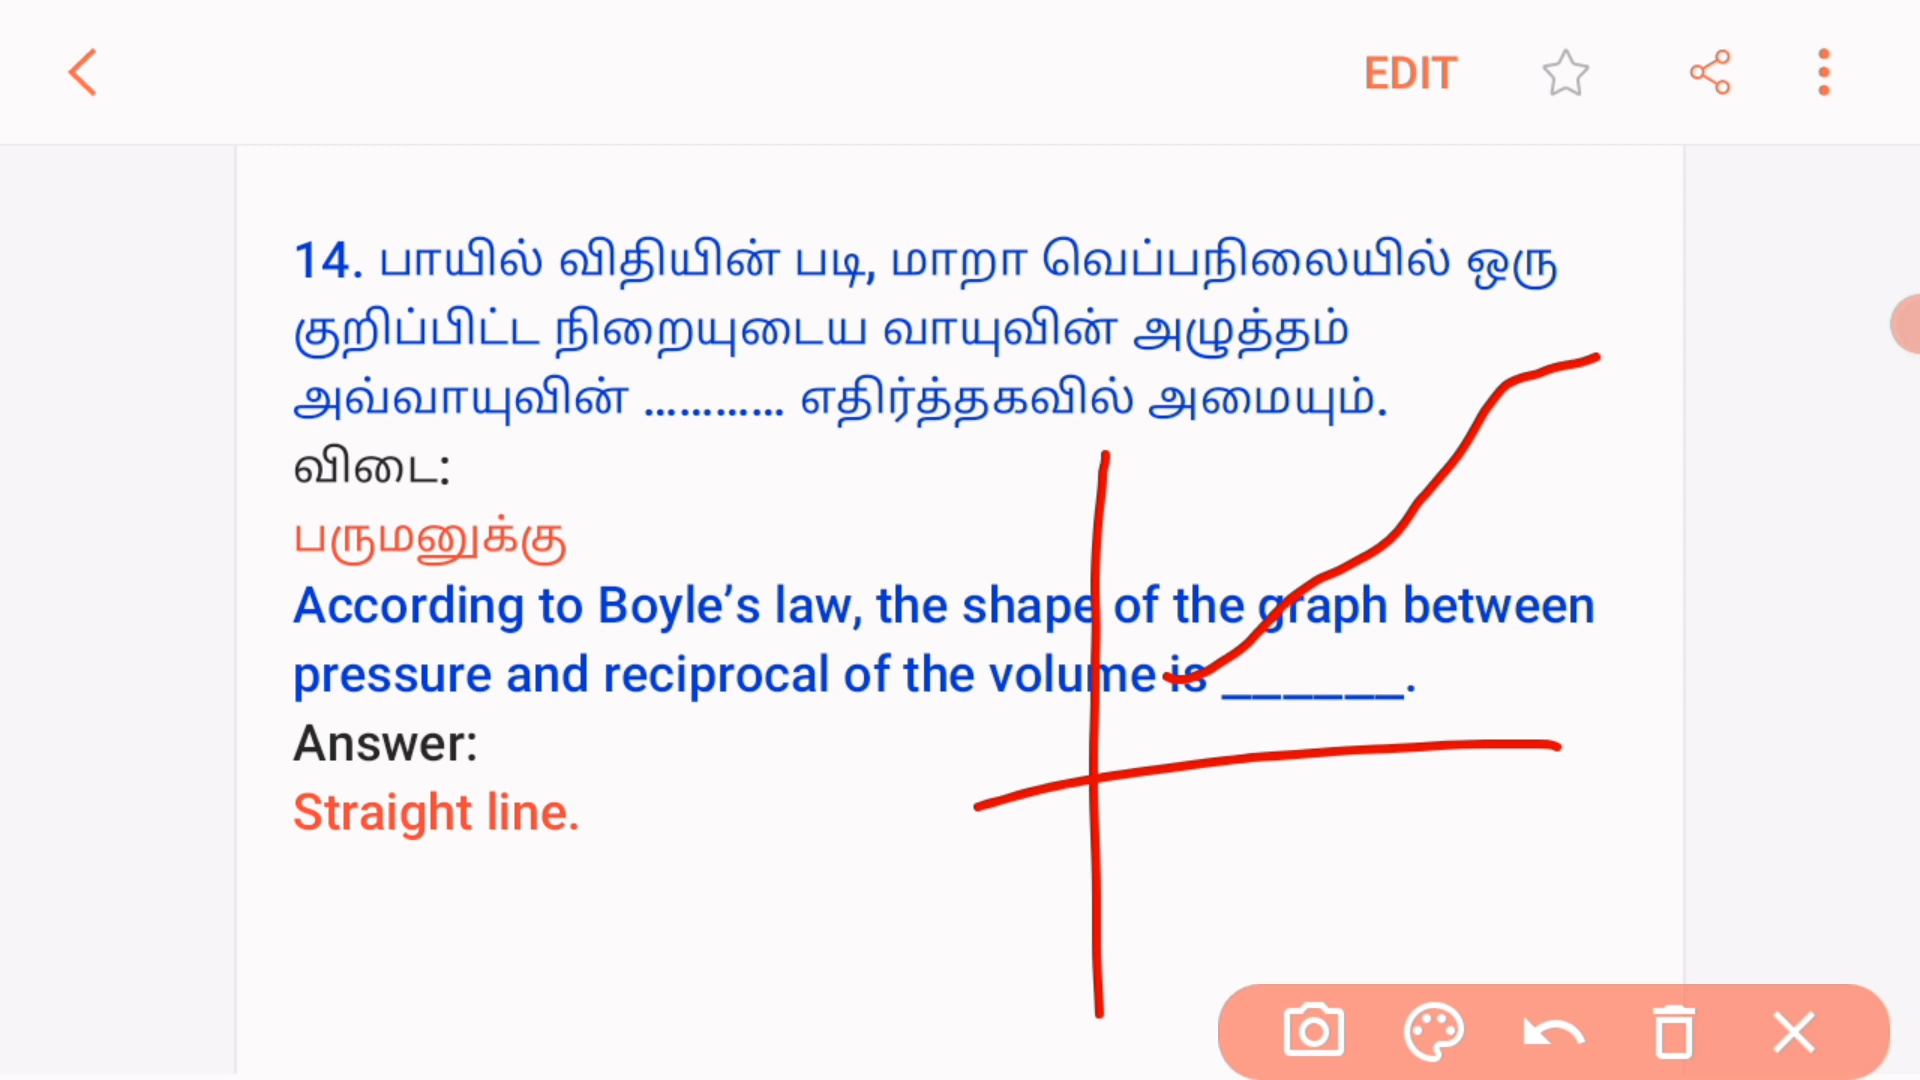 EDIT
14. பாயில் விதியின் படி, மாறா வெப்பநிலையில் ஒரு
குறிப்பிட்ட நிறையுடைய வாயுவின் அழுத்தம்
அவ்வாயுவின் ............ எதிர்த்தகவில் அமையும்.
விடை:
பருமனுக்கு
According to Boyle’s law, the shape of the graph between
pressure and reciprocal of the volume is ______.
Answer:
Straight line.